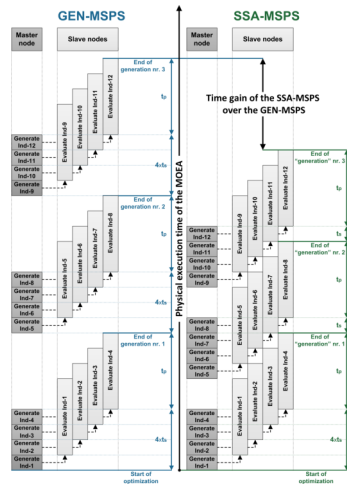 GEN-MSPS
SSA-MSPS
Master
node
Slave nodes
Master
node
Slave nodes
Physical execution time of the MOEA
Time gain of the SSA-MSPS
over the GEN-MSPS
End of
generation nr. 3
tp
4×ts
Evaluate Ind-9
Evaluate Ind-10
Evaluate Ind-11
Evaluate Ind-12
Generate
Ind-12
Generate
Ind-11
Generate
Ind-10
Generate
Ind-9
End of
generation nr. 2
tp
4×ts
Evaluate Ind-5
Evaluate Ind-6
Evaluate Ind-7
Evaluate Ind-8
Generate
Ind-8
Generate
Ind-7
Generate
Ind-6
Generate
Ind-5
End of
generation nr. 1
tp
4×ts
Evaluate Ind-1
Evaluate Ind-2
Evaluate Ind-3
Evaluate Ind-4
Generate
Ind-4
Generate
Ind-3
Generate
Ind-2
Generate
Ind-1
Start of
optimization
End of
"generation" nr. 3
tp
ts
Evaluate Ind-9
Evaluate Ind-10
Evaluate Ind-11
Evaluate Ind-12
Generate
Ind-12
Generate
Ind-11
Generate
Ind-10
Generate
Ind-9
End of
"generation" nr. 2
tp
ts
Evaluate Ind-5
Evaluate Ind-6
Evaluate Ind-7
Evaluate Ind-8
Generate
Ind-8
Generate
Ind-7
Generate
Ind-6
Generate
Ind-5
End of
"generation" nr. 1
tp
4×ts
Evaluate Ind-1
Evaluate Ind-2
Evaluate Ind-3
Evaluate Ind-4
Generate
Ind-4
Generate
Ind-3
Generate
Ind-2
Generate
Ind-1
Start of
optimization